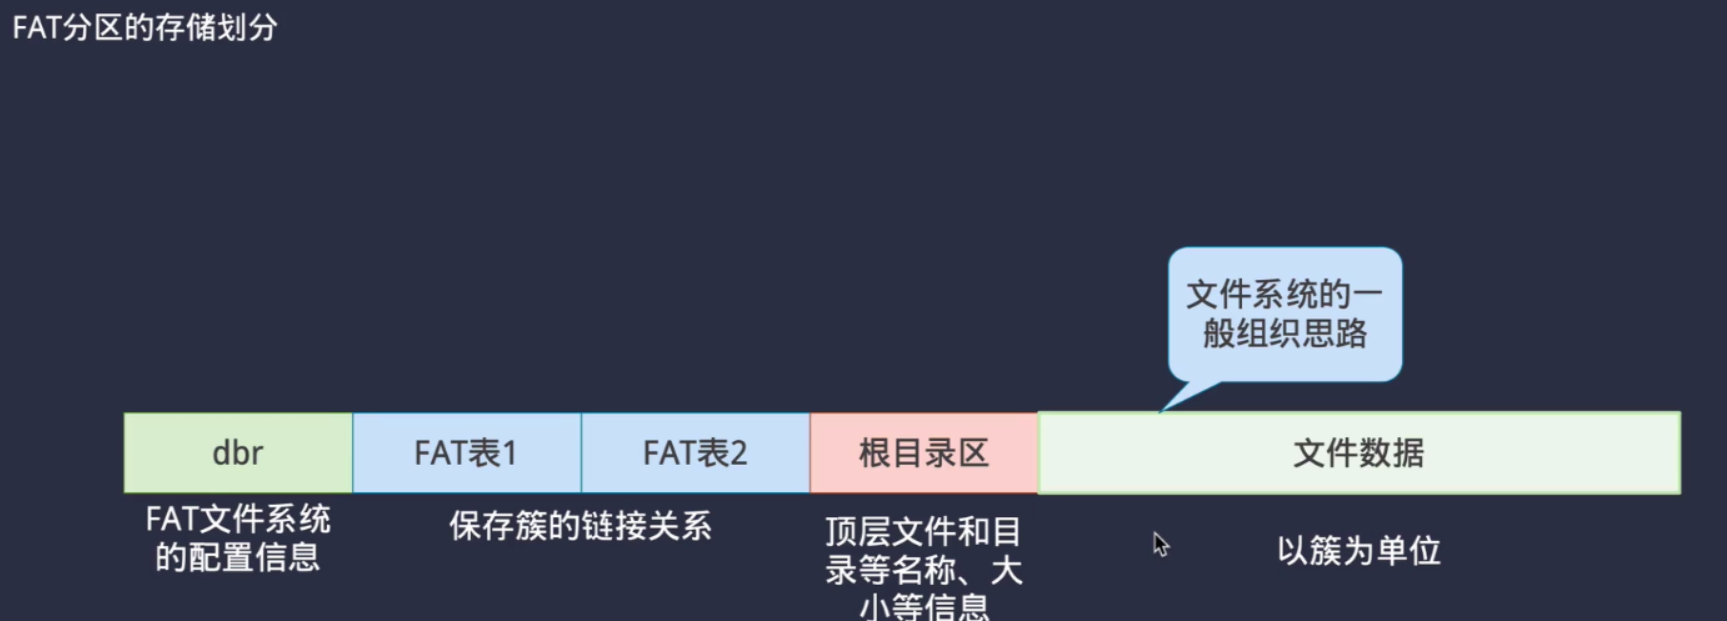 FAT分区的存储划分
文件系统的一
般组织思路
dbr
FAT表1
FAT表2
根目录区
文件数据
FAT文件系统
的配置信息
保存簇的链接关系
顶层文件和目
录等名称、大
小等信息
以簇为单位